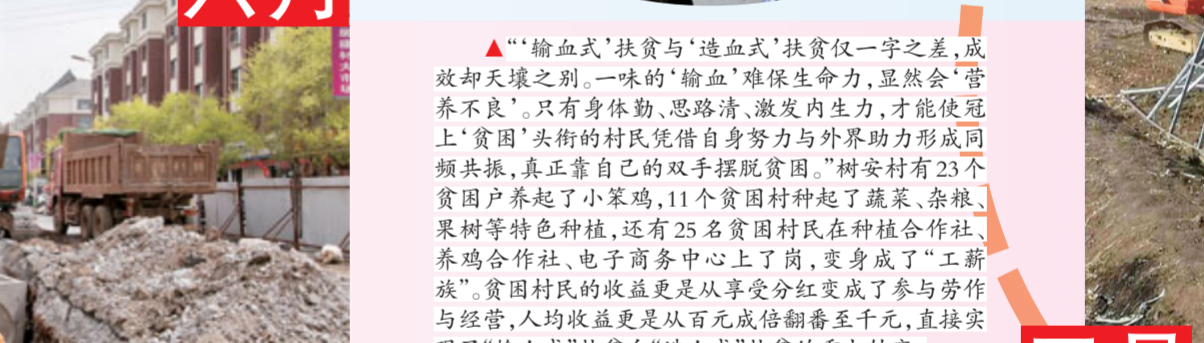 六月
▲“‘输血式’扶贫与‘造血式’扶贫仅一字之差,成
效却天壤之别。一味的‘输血’难保生命力,显然会‘营
养不良’。只有身体勤、思路清、激发内生力,才能使冠
上‘贫困’头衔的村民凭借自身努力与外界助力形成同
频共振,真正靠自己的双手摆脱贫困。”树安村有23个
贫困户养起了小笨鸡,11个贫困村种起了蔬菜、杂粮、
果树等特色种植,还有25名贫困村民在种植合作社、
养鸡合作社、电子商务中心上了岗,变身成了“工薪
族”。贫困村民的收益更是从享受分红变成了参与劳作
与经营,人均收益更是从百元成倍翻番至千元,直接实